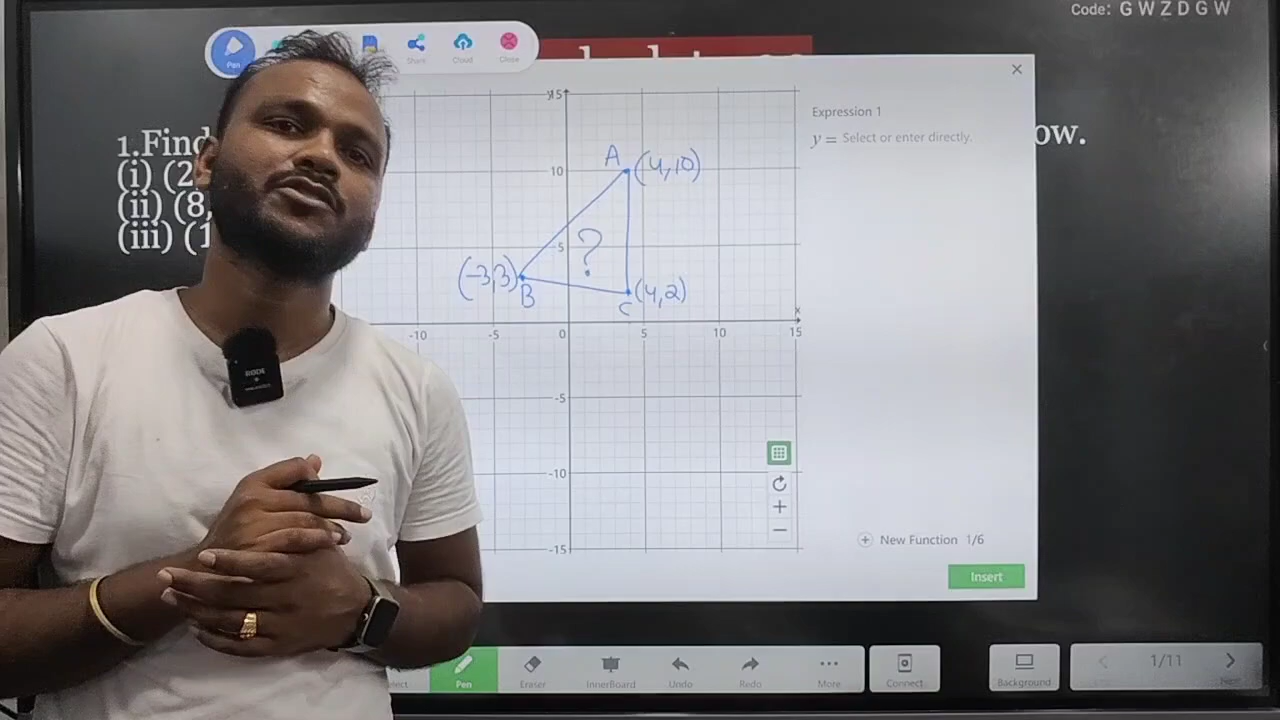 Code: G W Z D G W
Pen
Share
Cloud
Close
1.Find
ow.
(i) (2
(ii) (8,
(iii) (1
Expression 1
y = Select or enter directly.
y
15
A (4,10)
10
5
?
(-3,3)
B
C (4,2)
x
-10 -5 0 5 10 15
-5
-10
-15
RODE
New Function 1/6
Insert
Pen
Eraser
InnerBoard
Undo
Redo
More
Connect
Background
1/11